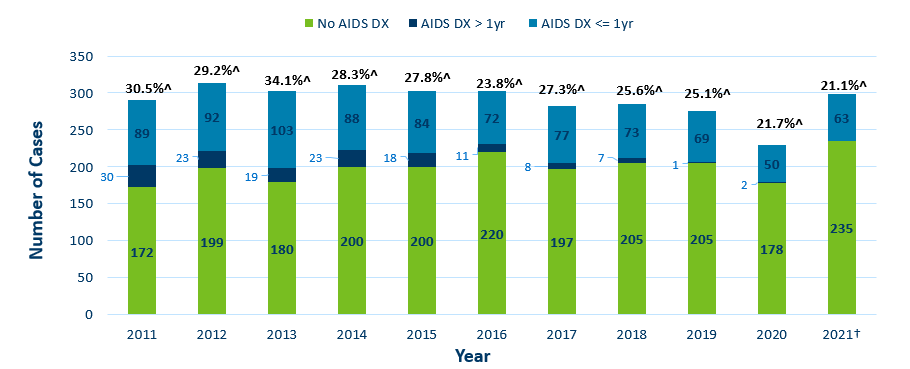 No AIDS DX AIDS DX > 1yr AIDS DX <= 1yr
Number of Cases
350
300
250
200
150
100
50
0
30.5%^ 29.2%^ 34.1%^ 28.3%^ 27.8%^ 23.8%^ 27.3%^ 25.6%^ 25.1%^ 21.7%^ 21.1%^
89 92 103 88 84 72 77 73 69 50 63
30 23 19 23 18 11 8 7 1 2
172 199 180 200 200 220 197 205 205 178 235
2011 2012 2013 2014 2015 2016 2017 2018 2019 2020 2021†
Year